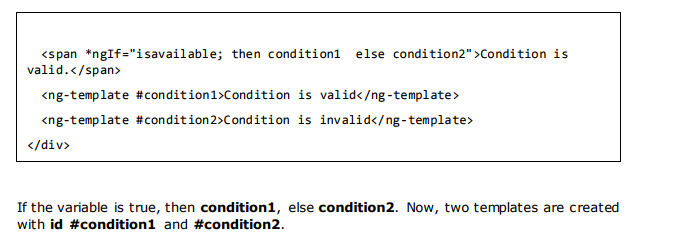 <span *ngIf="isavailable; then condition1  else condition2">Condition is
valid.</span>
<ng-template #condition1>Condition is valid</ng-template>
<ng-template #condition2>Condition is invalid</ng-template>
</div>
If the variable is true, then condition1, else condition2. Now, two templates are created
with id #condition1 and #condition2.